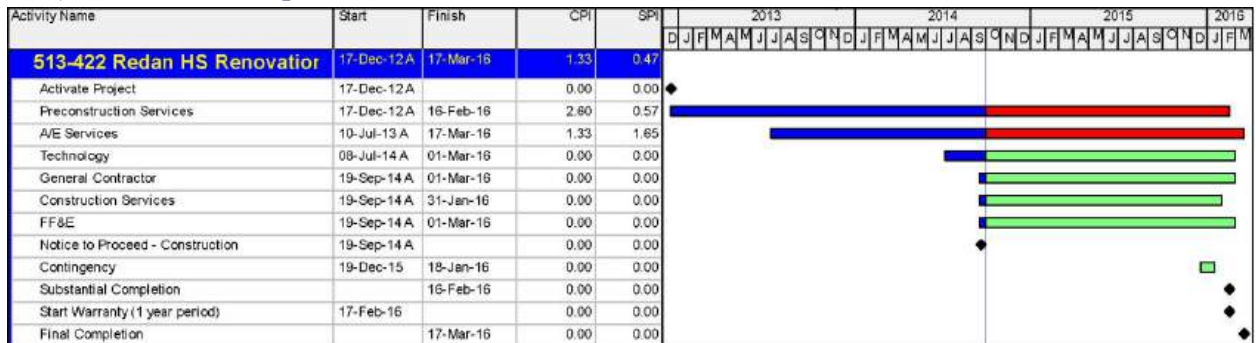 Activity Name Start Finish CPI SPI 2013 2014 2015 2016
D J F M A M J J A S O N D J F M A M J J A S O N D J F M A M J J A S O N D J F M
513-422 Redan HS Renovation 17-Dec-12 A 17-Mar-16 1.33 0.47
Activate Project 17-Dec-12 A 0.00 0.00
Preconstruction Services 17-Dec-12 A 16-Feb-16 2.60 0.57
A/E Services 10-Jul-13 A 17-Mar-16 1.33 1.65
Technology 08-Jul-14 A 01-Mar-16 0.00 0.00
General Contractor 19-Sep-14 A 01-Mar-16 0.00 0.00
Construction Services 19-Sep-14 A 31-Jan-16 0.00 0.00
FF&E 19-Sep-14 A 01-Mar-16 0.00 0.00
Notice to Proceed - Construction 19-Sep-14 A 0.00 0.00
Contingency 19-Dec-15 18-Jan-16 0.00 0.00
Substantial Completion 16-Feb-16 0.00 0.00
Start Warranty (1 year period) 17-Feb-16 0.00 0.00
Final Completion 17-Mar-16 0.00 0.00